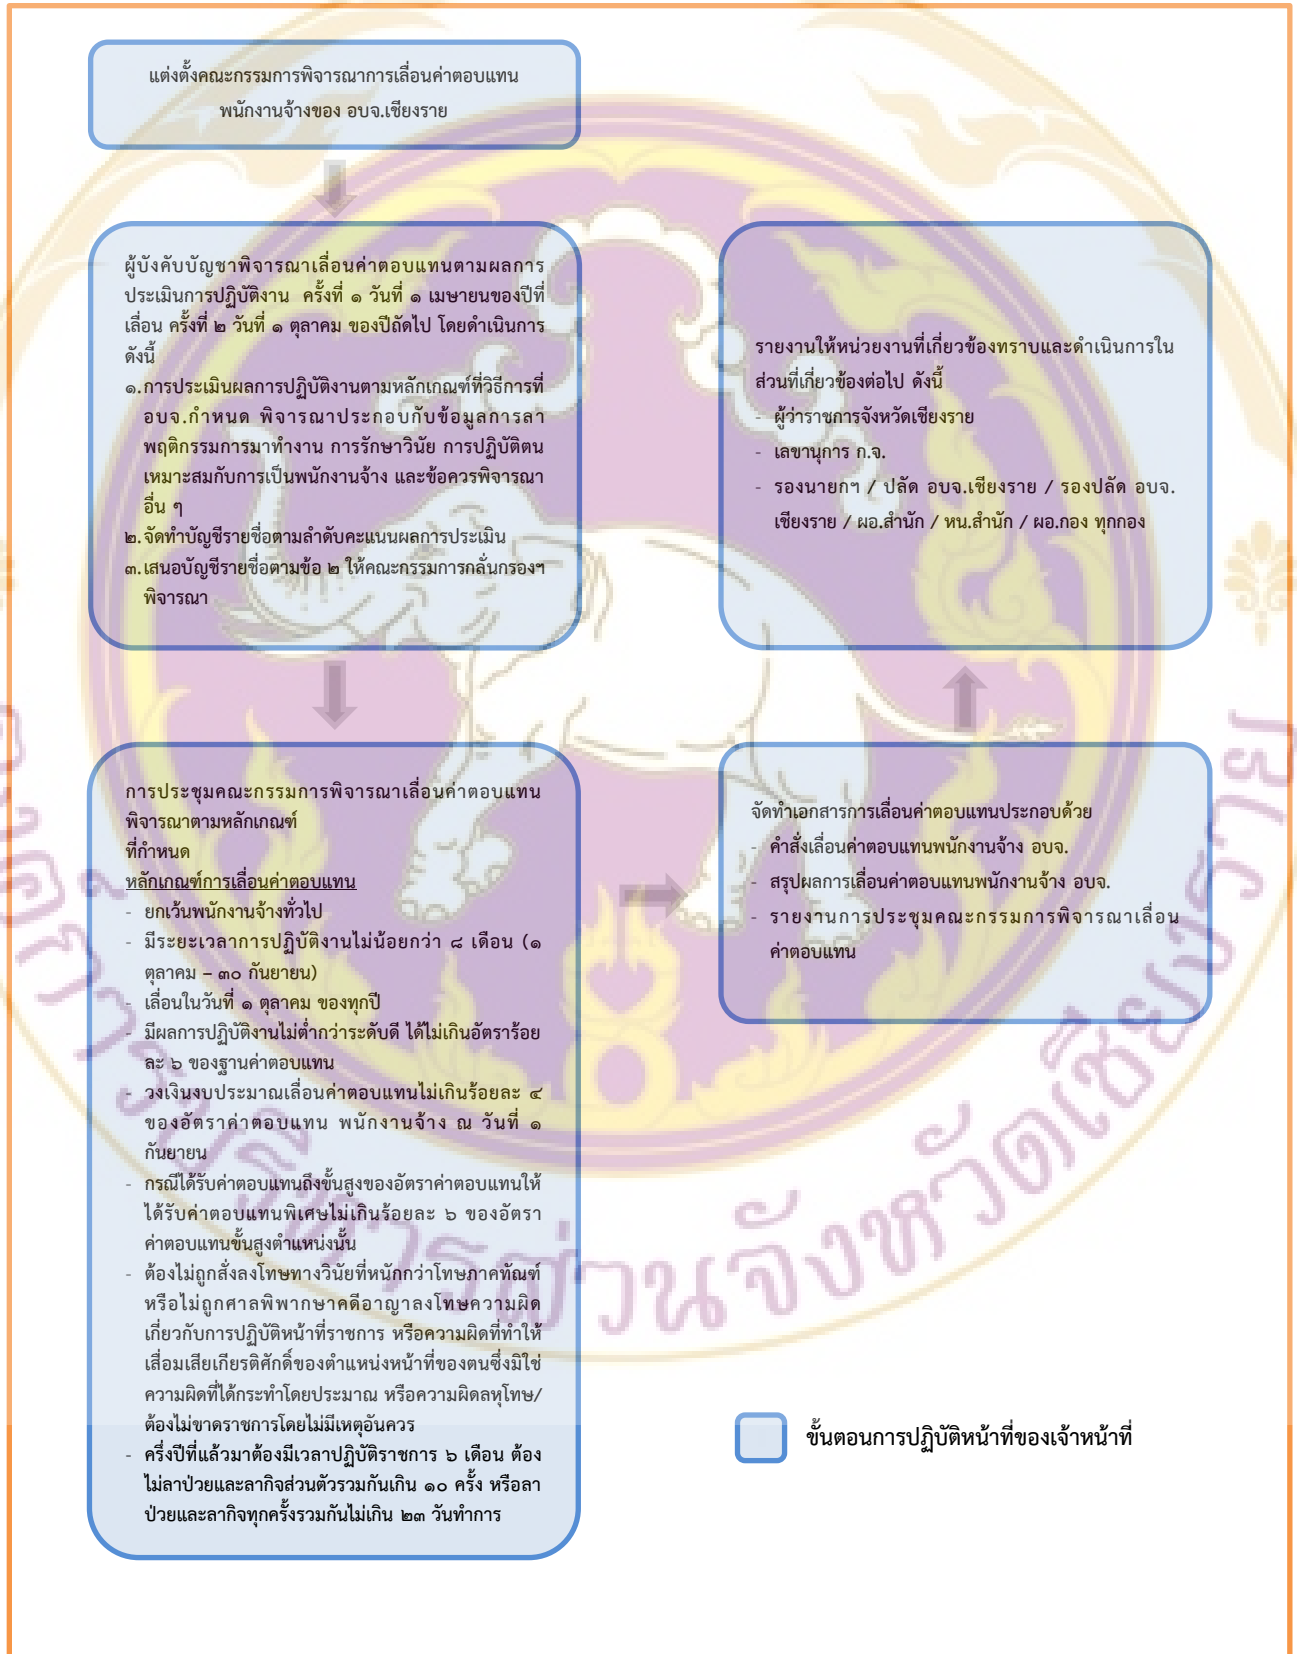 แต่งตั้งคณะกรรมการพิจารณาการเลื่อนค่าตอบแทน
พนักงานจ้างของ อบจ.เชียงราย
ผู้บังคับบัญชาพิจารณาเลื่อนค่าตอบแทนตามผลการ
ประเมินการปฏิบัติงาน ครั้งที่ ๑ วันที่ ๑ เมษายนของปีที่
เลื่อน ครั้งที่ ๒ วันที่ ๑ ตุลาคม ของปีถัดไป โดยดำเนินการ
ดังนี้
๑.การประเมินผลการปฏิบัติงานตามหลักเกณฑ์ที่วิธีการที่
อบจ.กำหนด พิจารณาประกอบกับข้อมูลการลา
พฤติกรรมการมาทำงาน การรักษาวินัย การปฏิบัติตน
เหมาะสมกับการเป็นพนักงานจ้าง และข้อควรพิจารณา
อื่น ๆ
๒.จัดทำบัญชีรายชื่อตามลำดับคะแนนผลการประเมิน
๓.เสนอบัญชีรายชื่อตามข้อ ๒ ให้คณะกรรมการกลั่นกรองฯ
พิจารณา
การประชุมคณะกรรมการพิจารณาเลื่อนค่าตอบแทน
พิจารณาตามหลักเกณฑ์
ที่กำหนด
หลักเกณฑ์การเลื่อนค่าตอบแทน
- ยกเว้นพนักงานจ้างทั่วไป
- มีระยะเวลาการปฏิบัติงานไม่น้อยกว่า ๘ เดือน (๑
ตุลาคม – ๓๐ กันยายน)
- เลื่อนในวันที่ ๑ ตุลาคม ของทุกปี
- มีผลการปฏิบัติงานไม่ต่ำกว่าระดับดี ได้ไม่เกินอัตราร้อย
ละ ๖ ของฐานค่าตอบแทน
- วงเงินงบประมาณเลื่อนค่าตอบแทนไม่เกินร้อยละ ๔
ของอัตราค่าตอบแทน พนักงานจ้าง ณ วันที่ ๑
กันยายน
- กรณีได้รับค่าตอบแทนถึงขั้นสูงของอัตราค่าตอบแทนให้
ได้รับค่าตอบแทนพิเศษไม่เกินร้อยละ ๖ ของอัตรา
ค่าตอบแทนขั้นสูงตำแหน่งนั้น
- ต้องไม่ถูกสั่งลงโทษทางวินัยที่หนักกว่าโทษภาคทัณฑ์
หรือไม่ถูกศาลพิพากษาคดีอาญาลงโทษความผิด
เกี่ยวกับการปฏิบัติหน้าที่ราชการ หรือความผิดที่ทำให้
เสื่อมเสียเกียรติศักดิ์ของตำแหน่งหน้าที่ของตนซึ่งมิใช่
ความผิดที่ได้กระทำโดยประมาณ หรือความผิดลหุโทษ/
ต้องไม่ขาดราชการโดยไม่มีเหตุอันควร
- ครึ่งปีที่แล้วมาต้องมีเวลาปฏิบัติราชการ ๖ เดือน ต้อง
ไม่ลาป่วยและลากิจส่วนตัวรวมกันเกิน ๑๐ ครั้ง หรือลา
ป่วยและลากิจทุกครั้งรวมกันไม่เกิน ๒๓ วันทำการ
จัดทำเอกสารการเลื่อนค่าตอบแทนประกอบด้วย
- คำสั่งเลื่อนค่าตอบแทนพนักงานจ้าง อบจ.
- สรุปผลการเลื่อนค่าตอบแทนพนักงานจ้าง อบจ.
- รายงานการประชุมคณะกรรมการพิจารณาเลื่อน
ค่าตอบแทน
รายงานให้หน่วยงานที่เกี่ยวข้องทราบและดำเนินการใน
ส่วนที่เกี่ยวข้องต่อไป ดังนี้
- ผู้ว่าราชการจังหวัดเชียงราย
- เลขานุการ ก.จ.
- รองนายกฯ / ปลัด อบจ.เชียงราย / รองปลัด อบจ.
เชียงราย / ผอ.สำนัก / หน.สำนัก / ผอ.กอง ทุกกอง
ขั้นตอนการปฏิบัติหน้าที่ของเจ้าหน้าที่
องค์การบริหารส่วนจังหวัดเชียงราย